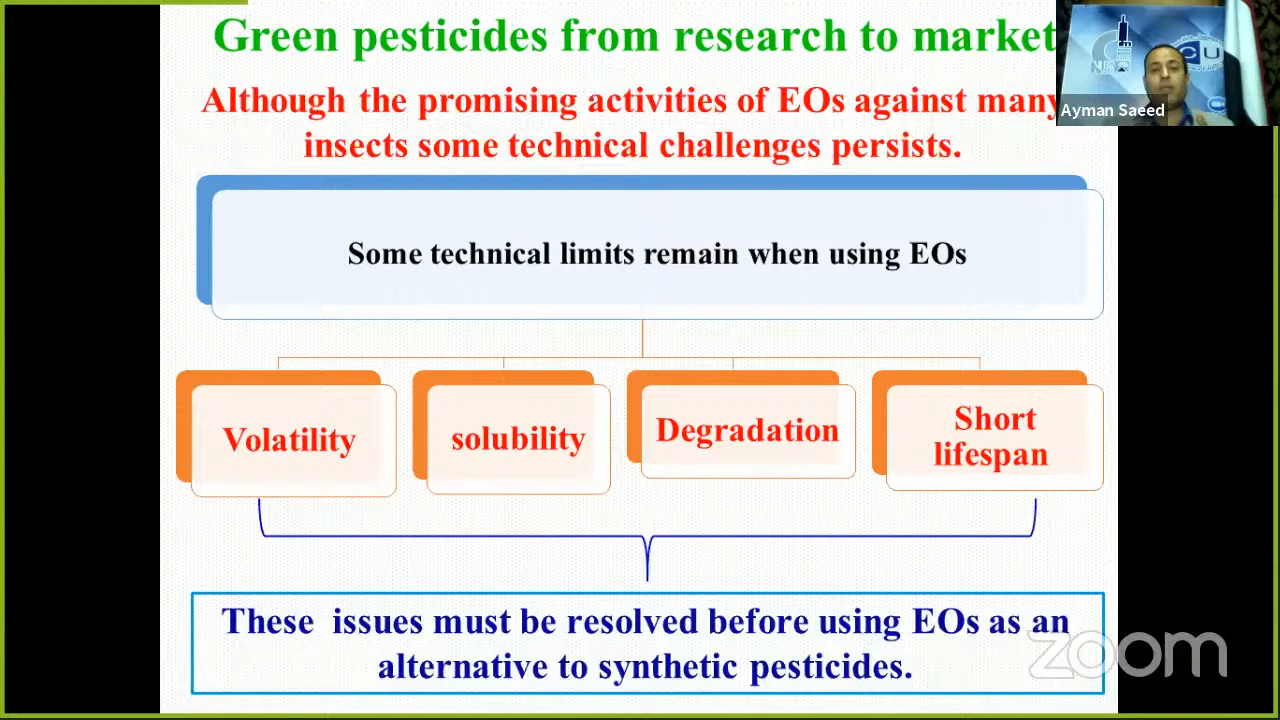 Green pesticides from research to market
Although the promising activities of EOs against many
insects some technical challenges persists.
Ayman Saeed
Some technical limits remain when using EOs
Volatility
solubility
Degradation
Short
lifespan
These issues must be resolved before using EOs as an
alternative to synthetic pesticides.
zoom